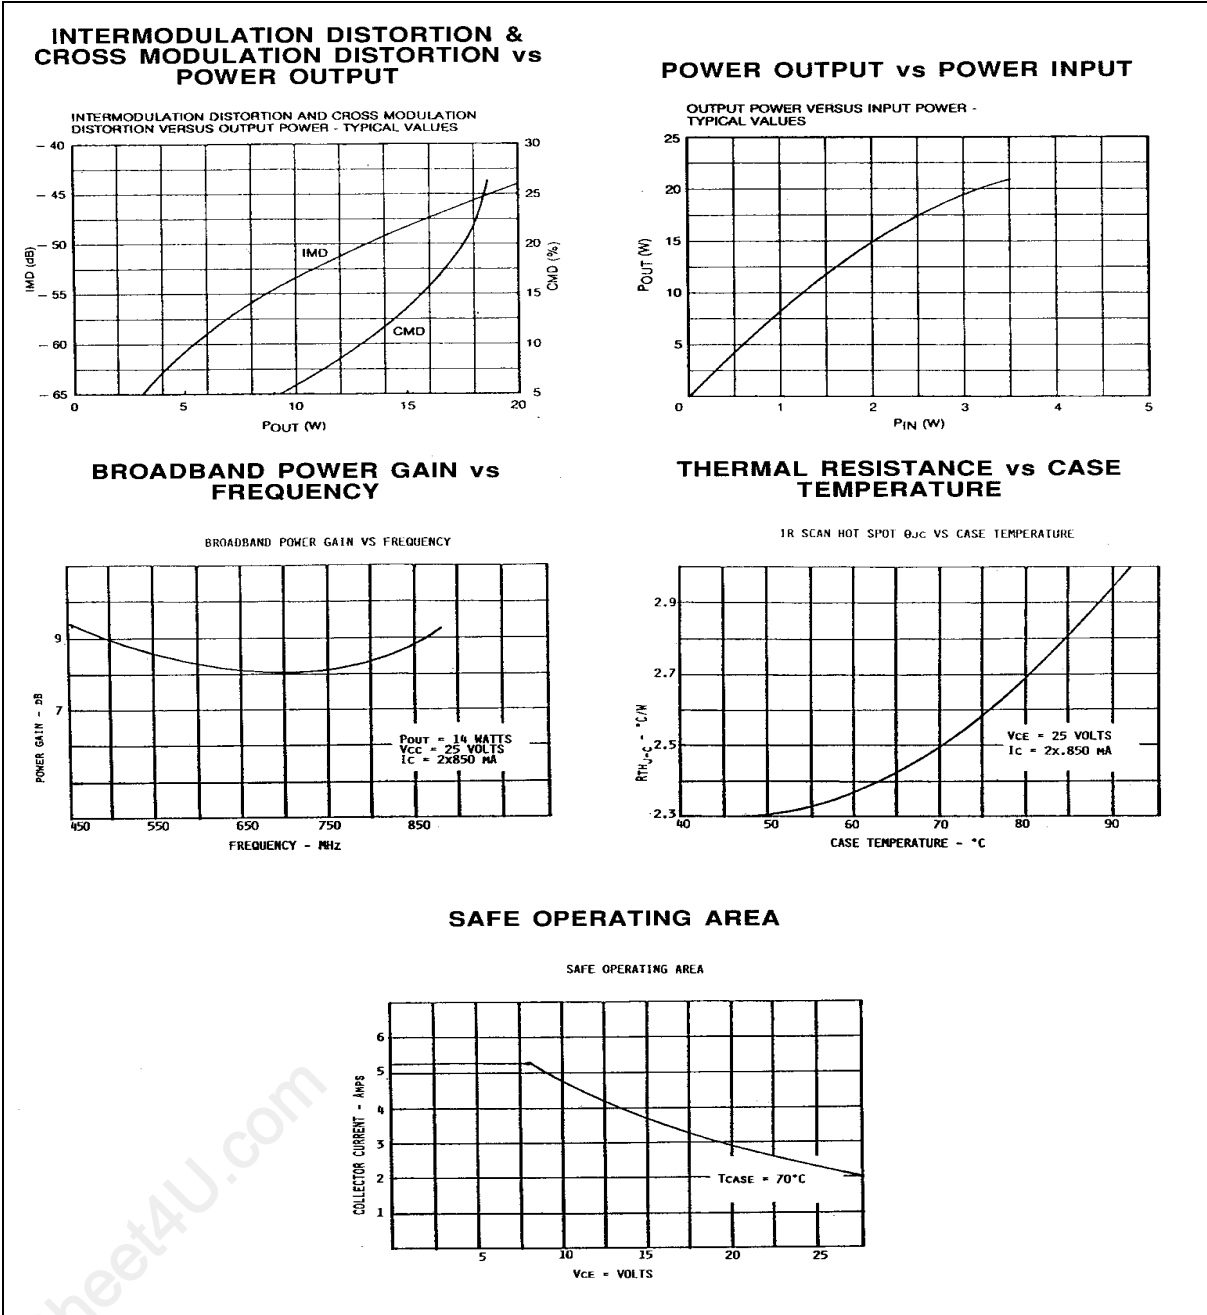 INTERMODULATION DISTORTION &
CROSS MODULATION DISTORTION vs
POWER OUTPUT
INTERMODULATION DISTORTION AND CROSS MODULATION
DISTORTION VERSUS OUTPUT POWER - TYPICAL VALUES
IMD (dB)
– 40
– 45
– 50
– 55
– 60
– 65
0
5
10
15
20
30
25
20
15
10
5
CMD (%)
IMD
CMD
POUT (W)
POWER OUTPUT vs POWER INPUT
OUTPUT POWER VERSUS INPUT POWER -
TYPICAL VALUES
POUT (W)
25
20
15
10
5
0
1
2
3
4
5
PIN (W)
BROADBAND POWER GAIN vs
FREQUENCY
BROADBAND POWER GAIN VS FREQUENCY
POWER GAIN - DB
9
7
POUT = 14 WATTS
VCC = 25 VOLTS
IC = 2x850 MA
450
550
650
750
850
FREQUENCY - MHz
THERMAL RESISTANCE vs CASE
TEMPERATURE
IR SCAN HOT SPOT θJC VS CASE TEMPERATURE
RTHJ-C - °C/W
2.9
2.7
2.5
2.3
VCE = 25 VOLTS
IC = 2x.850 MA
40
50
60
70
80
90
CASE TEMPERATURE - °C
SAFE OPERATING AREA
SAFE OPERATING AREA
COLLECTOR CURRENT - AMPS
6
5
4
3
2
1
TCASE = 70°C
5
10
15
20
25
VCE = VOLTS
heet4U.com